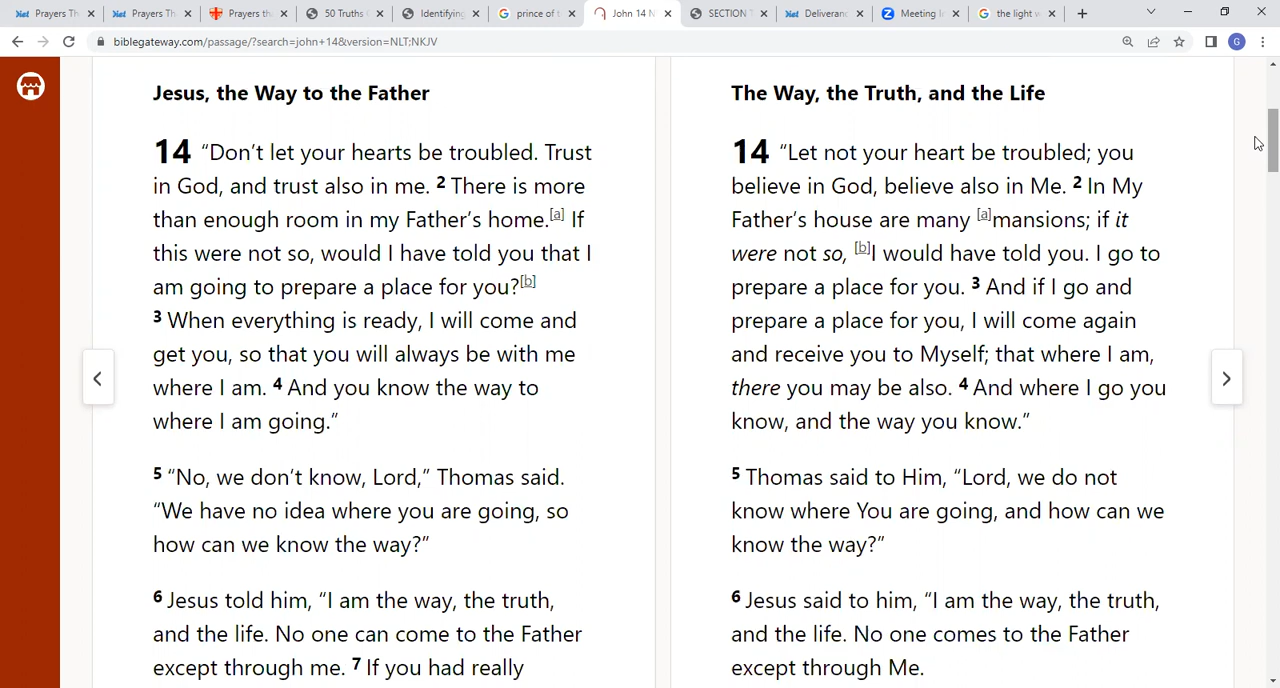 Prayers Th
Prayers Th
Prayers th
50 Truths
Identifying
prince of t
John 14 N
SECTION
Deliveranc
Meeting I
the light w
biblegateway.com/passage/?search=john+14&version=NLT;NKJV
G
Jesus, the Way to the Father
14 “Don’t let your hearts be troubled. Trust
in God, and trust also in me. 2 There is more
than enough room in my Father’s home.[a] If
this were not so, would I have told you that I
am going to prepare a place for you?[b]
3 When everything is ready, I will come and
get you, so that you will always be with me
where I am. 4 And you know the way to
where I am going.”
5 “No, we don’t know, Lord,” Thomas said.
“We have no idea where you are going, so
how can we know the way?”
6 Jesus told him, “I am the way, the truth,
and the life. No one can come to the Father
except through me. 7 If you had really
The Way, the Truth, and the Life
14 “Let not your heart be troubled; you
believe in God, believe also in Me. 2 In My
Father’s house are many [a]mansions; if it
were not so, [b]I would have told you. I go to
prepare a place for you. 3 And if I go and
prepare a place for you, I will come again
and receive you to Myself; that where I am,
there you may be also. 4 And where I go you
know, and the way you know.”
5 Thomas said to Him, “Lord, we do not
know where You are going, and how can we
know the way?”
6 Jesus said to him, “I am the way, the truth,
and the life. No one comes to the Father
except through Me.